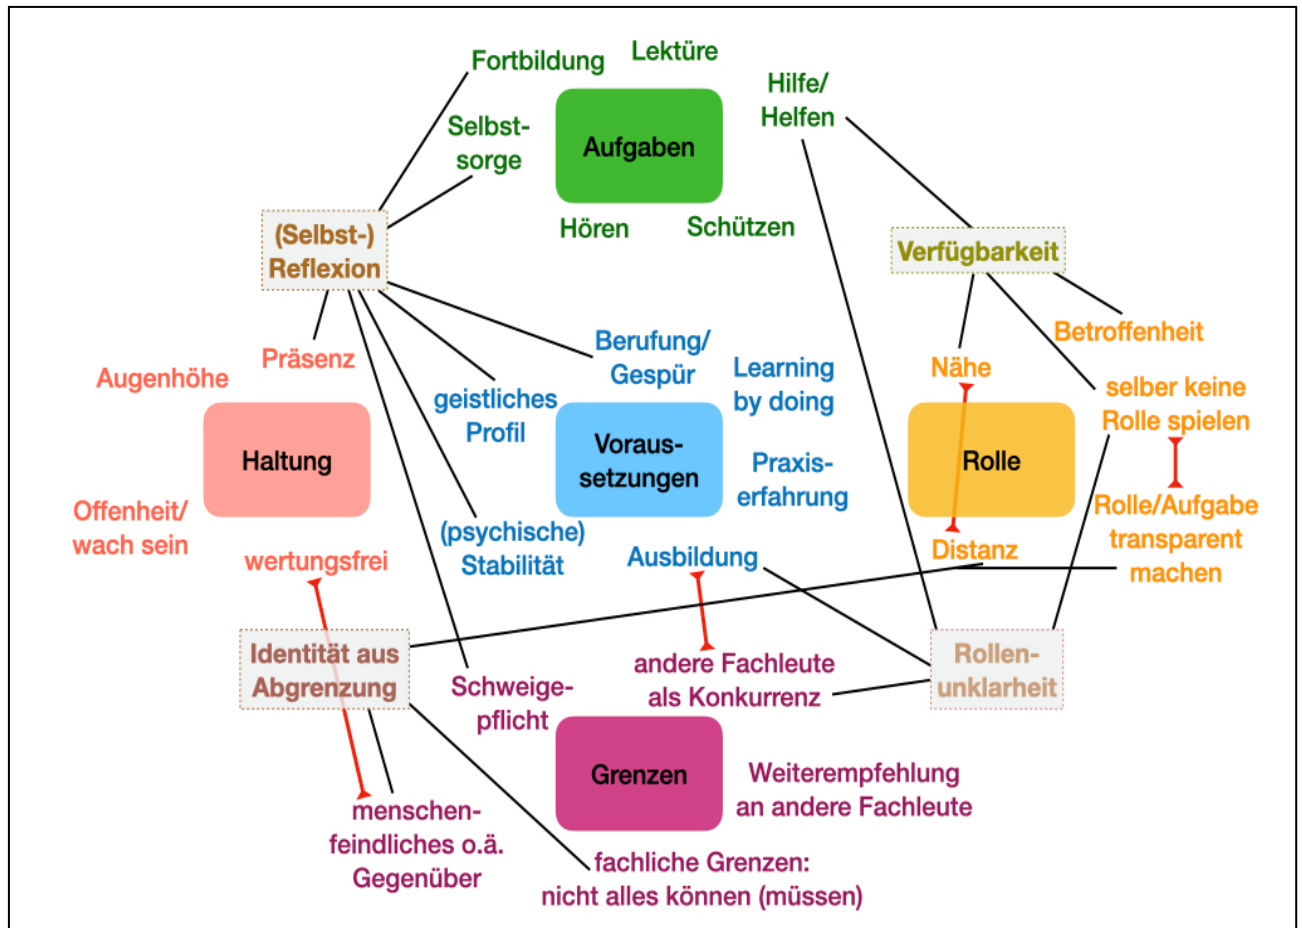 Fortbildung
Lektüre
Hilfe/
Helfen
Selbst-
sorge
Aufgaben
Hören
Schützen
(Selbst-)
Reflexion
Verfügbarkeit
Präsenz
Augenhöhe
Berufung/
Gespür
Learning
by doing
geistliches
Profil
Betroffenheit
Nähe
selber keine
Rolle spielen
Haltung
Voraus-
setzungen
Praxis-
erfahrung
Rolle
Offenheit/
wach sein
wertungsfrei
(psychische)
Stabilität
Ausbildung
Distanz
Rolle/Aufgabe
transparent
machen
Identität aus
Abgrenzung
Schweige-
pflicht
andere Fachleute
als Konkurrenz
Rollen-
unklarheit
Grenzen
Weiterempfehlung
an andere Fachleute
menschen-
feindliches o.ä.
Gegenüber
fachliche Grenzen:
nicht alles können (müssen)